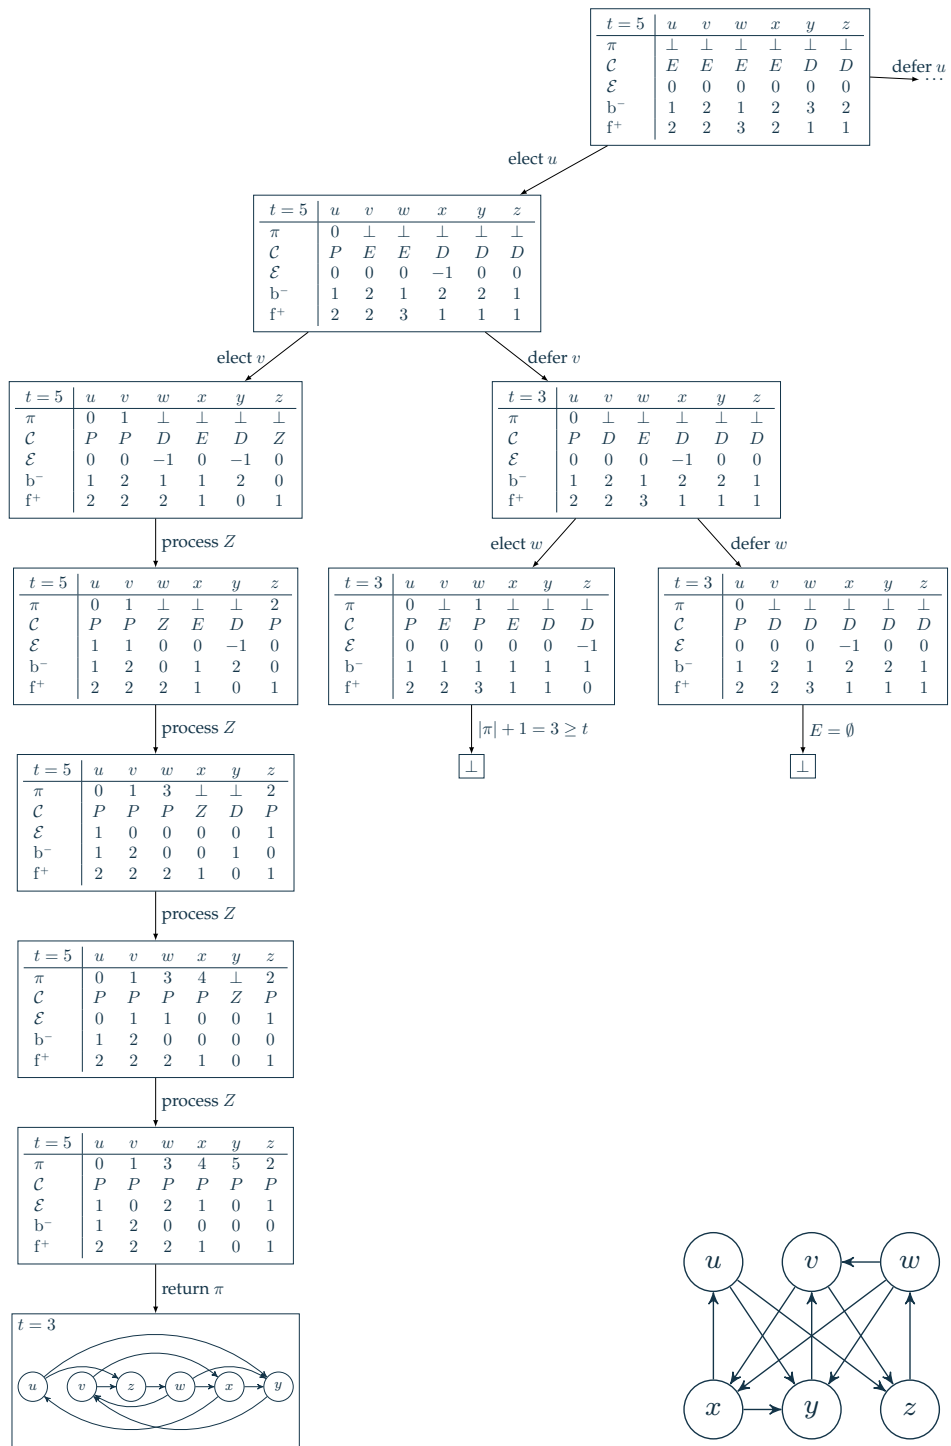 t = 5 u v w x y z
π ⊥ ⊥ ⊥ ⊥ ⊥ ⊥
𝒞 E E E E D D
ℰ 0 0 0 0 0 0
b⁻ 1 2 1 2 3 2
f⁺ 2 2 3 2 1 1
defer u
...
elect u
t = 5 u v w x y z
π 0 ⊥ ⊥ ⊥ ⊥ ⊥
𝒞 P E E D D D
ℰ 0 0 0 −1 0 0
b⁻ 1 2 1 2 2 1
f⁺ 2 2 3 1 1 1
elect v
defer v
t = 5 u v w x y z
π 0 1 ⊥ ⊥ ⊥ ⊥
𝒞 P P D E D Z
ℰ 0 0 −1 0 −1 0
b⁻ 1 2 1 1 2 0
f⁺ 2 2 2 1 0 1
t = 3 u v w x y z
π 0 ⊥ ⊥ ⊥ ⊥ ⊥
𝒞 P D E D D D
ℰ 0 0 0 −1 0 0
b⁻ 1 2 1 2 2 1
f⁺ 2 2 3 1 1 1
process Z
elect w
defer w
t = 5 u v w x y z
π 0 1 ⊥ ⊥ ⊥ 2
𝒞 P P Z E D P
ℰ 1 1 0 0 −1 0
b⁻ 1 2 0 1 2 0
f⁺ 2 2 2 1 0 1
t = 3 u v w x y z
π 0 ⊥ 1 ⊥ ⊥ ⊥
𝒞 P E P E D D
ℰ 0 0 0 0 0 −1
b⁻ 1 1 1 1 1 1
f⁺ 2 2 3 1 1 0
t = 3 u v w x y z
π 0 ⊥ ⊥ ⊥ ⊥ ⊥
𝒞 P D D D D D
ℰ 0 0 0 −1 0 0
b⁻ 1 2 1 2 2 1
f⁺ 2 2 3 1 1 1
process Z
|π| + 1 = 3 ≥ t
E = ∅
⊥
⊥
t = 5 u v w x y z
π 0 1 3 ⊥ ⊥ 2
𝒞 P P P Z D P
ℰ 1 0 0 0 0 1
b⁻ 1 2 0 0 1 0
f⁺ 2 2 2 1 0 1
process Z
t = 5 u v w x y z
π 0 1 3 4 ⊥ 2
𝒞 P P P P Z P
ℰ 0 1 1 0 0 1
b⁻ 1 2 0 0 0 0
f⁺ 2 2 2 1 0 1
process Z
t = 5 u v w x y z
π 0 1 3 4 5 2
𝒞 P P P P P P
ℰ 1 0 2 1 0 1
b⁻ 1 2 0 0 0 0
f⁺ 2 2 2 1 0 1
return π
t = 3
u v z w x y
u v w
x y z